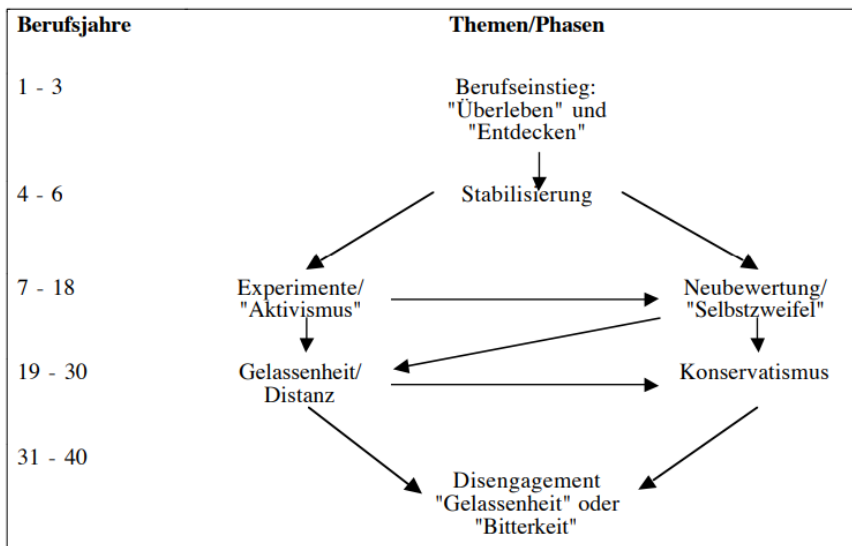 Berufsjahre Themen/Phasen
1 - 3 Berufseinstieg:
"Überleben" und
"Entdecken"
4 - 6 Stabilisierung
7 - 18 Experimente/ Neubewertung/
"Aktivismus" "Selbstzweifel"
19 - 30 Gelassenheit/ Konservatismus
Distanz
31 - 40
Disengagement
"Gelassenheit" oder
"Bitterkeit"